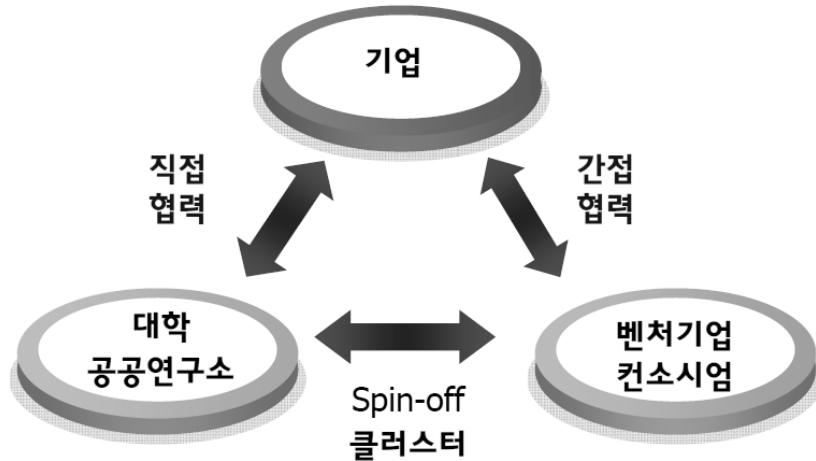 기업
직접
협력
간접
협력
대학
공공연구소
벤처기업
컨소시엄
Spin-off
클러스터